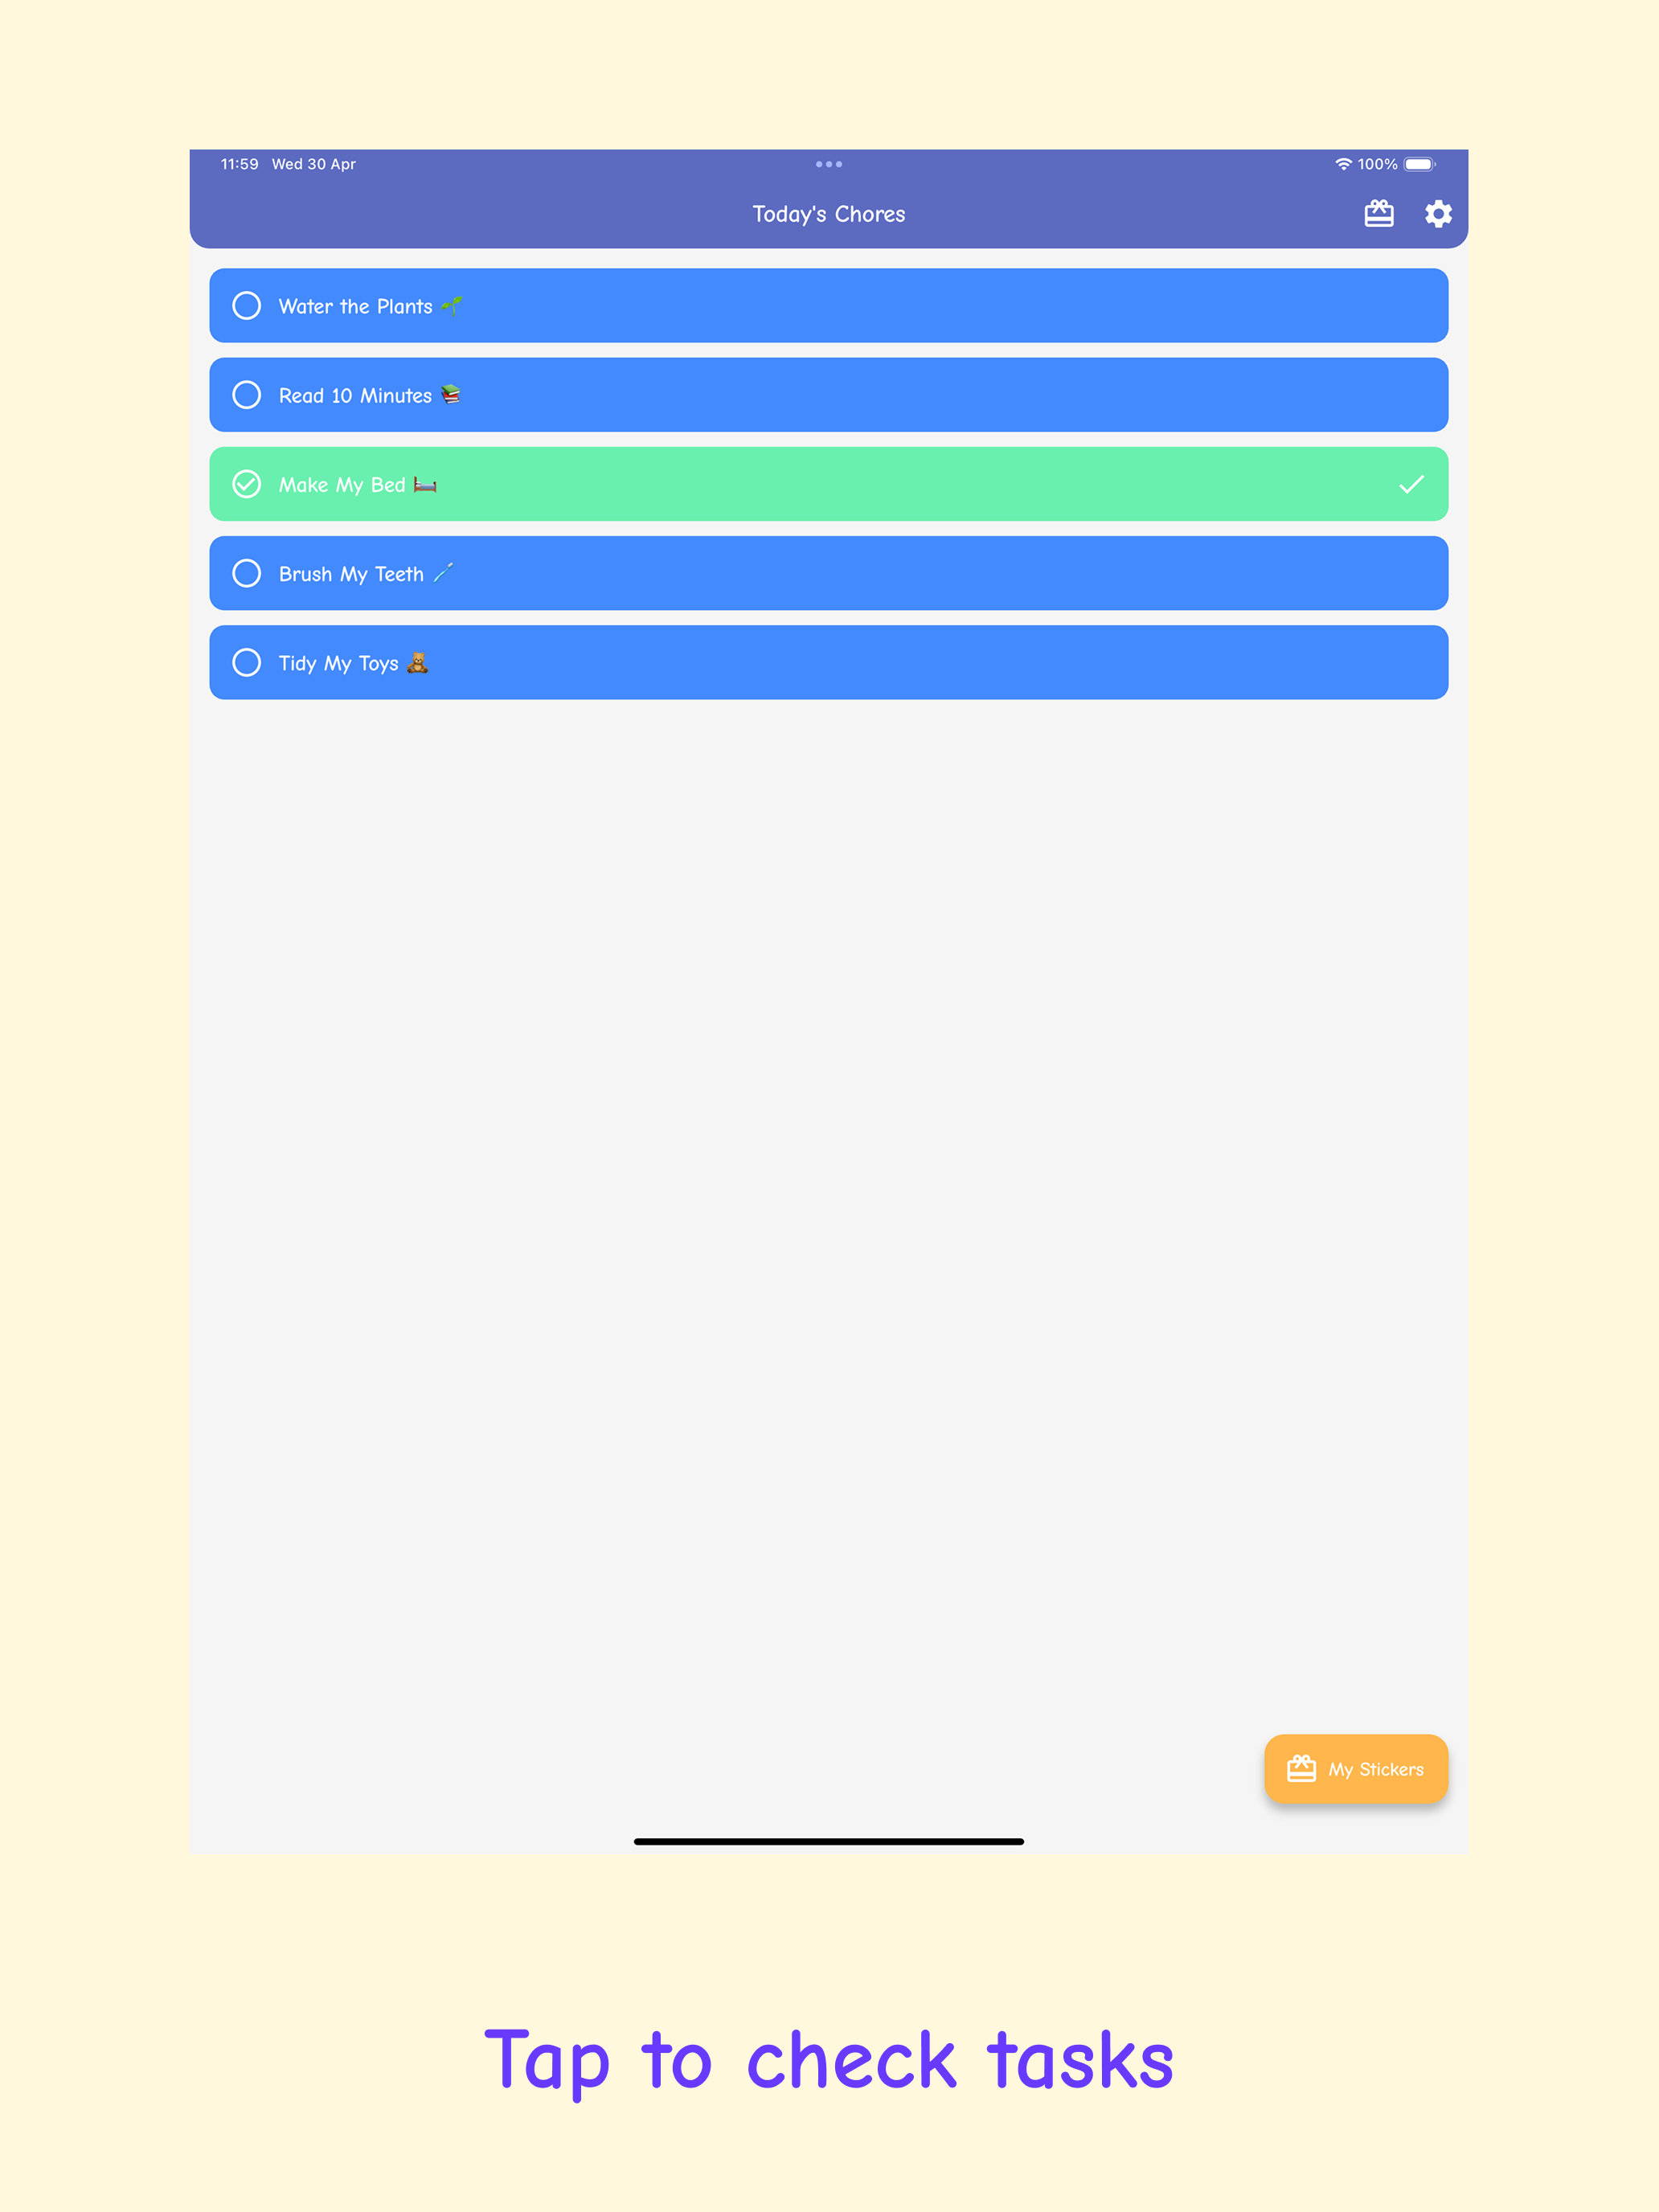 11:59 Wed 30 Apr
100%
Today's Chores
Water the Plants 🌱
Read 10 Minutes 📚
Make My Bed 🛏️
Brush My Teeth 🪥
Tidy My Toys 🧸
My Stickers
Tap to check tasks